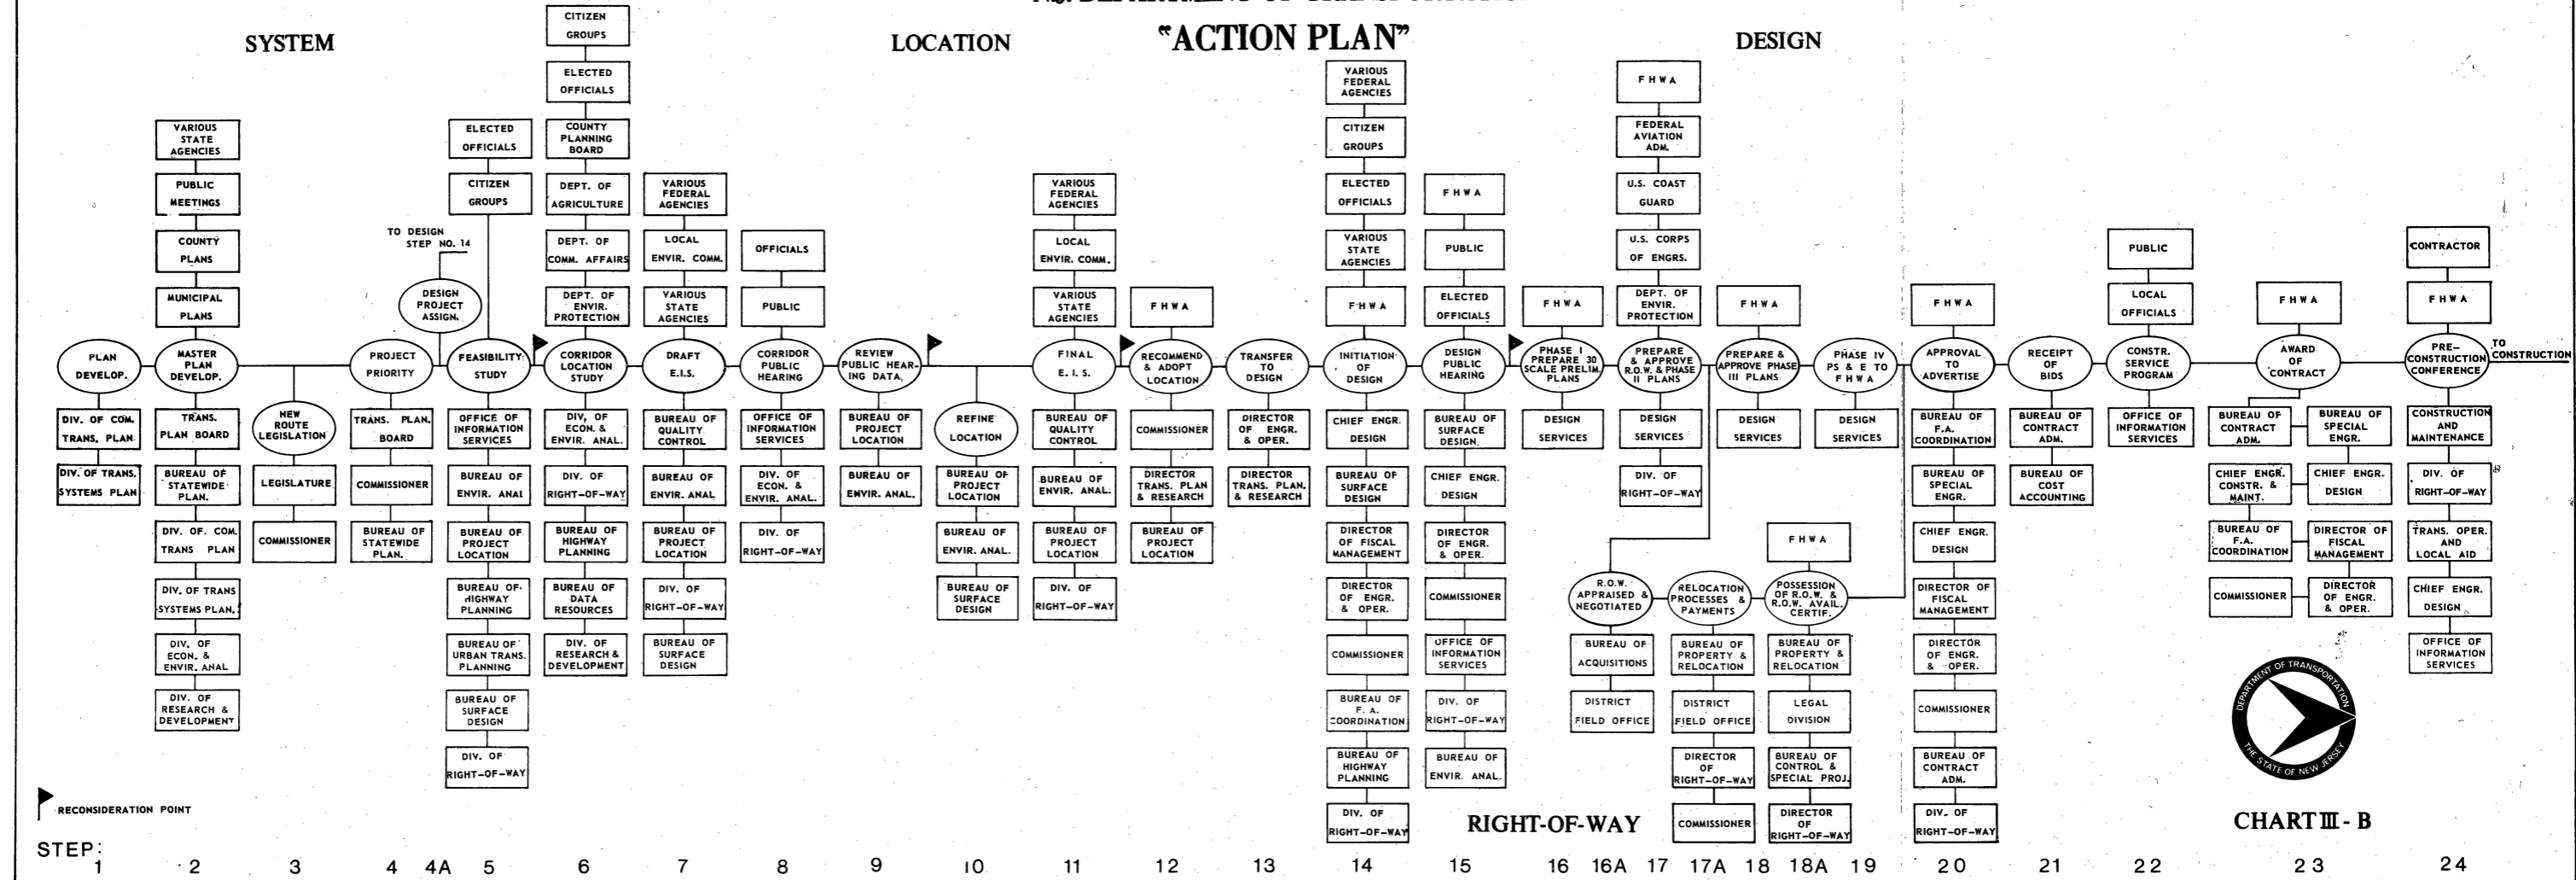 SYSTEM
LOCATION
"ACTION PLAN"
DESIGN
PLAN
DEVELOP.
DIV. OF COM.
TRANS. PLAN.
DIV. OF TRANS.
SYSTEMS PLAN
VARIOUS
STATE
AGENCIES
PUBLIC
MEETINGS
COUNTY
PLANS
MUNICIPAL
PLANS
MASTER
PLAN
DEVELOP.
TRANS.
PLAN BOARD
BUREAU OF
STATEWIDE
PLAN.
DIV. OF. COM.
TRANS PLAN
DIV. OF TRANS
SYSTEMS PLAN.
DIV. OF
ECON. &
ENVIR. ANAL
DIV. OF
RESEARCH &
DEVELOPMENT
NEW
ROUTE
LEGISLATION
LEGISLATURE
COMMISSIONER
PROJECT
PRIORITY
TRANS. PLAN.
BOARD
COMMISSIONER
BUREAU OF
STATEWIDE
PLAN.
TO DESIGN
STEP NO. 14
DESIGN
PROJECT
ASSIGN.
ELECTED
OFFICIALS
CITIZEN
GROUPS
FEASIBILITY
STUDY
OFFICE OF
INFORMATION
SERVICES
BUREAU OF
ENVIR. ANAL
BUREAU OF
PROJECT
LOCATION
BUREAU OF
HIGHWAY
PLANNING
BUREAU OF
URBAN TRANS.
PLANNING
BUREAU OF
SURFACE
DESIGN
DIV. OF
RIGHT-OF-WAY
CITIZEN
GROUPS
ELECTED
OFFICIALS
COUNTY
PLANNING
BOARD
DEPT. OF
AGRICULTURE
DEPT. OF
COMM. AFFAIRS
DEPT. OF
ENVIR.
PROTECTION
CORRIDOR
LOCATION
STUDY
DIV. OF
ECON. &
ENVIR. ANAL.
DIV. OF
RIGHT-OF-WAY
BUREAU OF
HIGHWAY
PLANNING
BUREAU OF
DATA
RESOURCES
DIV. OF
RESEARCH &
DEVELOPMENT
VARIOUS
FEDERAL
AGENCIES
LOCAL
ENVIR. COMM.
VARIOUS
STATE
AGENCIES
DRAFT
E.I.S.
BUREAU OF
QUALITY
CONTROL
BUREAU OF
ENVIR. ANAL
BUREAU OF
PROJECT
LOCATION
DIV. OF
RIGHT-OF-WAY
BUREAU OF
SURFACE
DESIGN
OFFICIALS
PUBLIC
CORRIDOR
PUBLIC
HEARING
OFFICE OF
INFORMATION
SERVICES
DIV. OF
ECON. &
ENVIR. ANAL.
DIV. OF
RIGHT-OF-WAY
REVIEW
PUBLIC HEAR-
ING DATA
BUREAU OF
PROJECT
LOCATION
BUREAU OF
ENVIR. ANAL.
REFINE
LOCATION
BUREAU OF
PROJECT
LOCATION
BUREAU OF
ENVIR. ANAL.
BUREAU OF
SURFACE
DESIGN
VARIOUS
FEDERAL
AGENCIES
LOCAL
ENVIR. COMM.
VARIOUS
STATE
AGENCIES
FINAL
E. I. S.
BUREAU OF
QUALITY
CONTROL
BUREAU OF
ENVIR. ANAL.
BUREAU OF
PROJECT
LOCATION
DIV. OF
RIGHT-OF-WAY
F H W A
RECOMMEND
& ADOPT
LOCATION
COMMISSIONER
DIRECTOR
TRANS. PLAN
& RESEARCH
BUREAU OF
PROJECT
LOCATION
TRANSFER
TO
DESIGN
DIRECTOR
OF ENGR.
& OPER.
DIRECTOR
TRANS. PLAN.
& RESEARCH
VARIOUS
FEDERAL
AGENCIES
CITIZEN
GROUPS
ELECTED
OFFICIALS
VARIOUS
STATE
AGENCIES
F H W A
INITIATION
OF
DESIGN
CHIEF ENGR.
DESIGN
BUREAU OF
SURFACE
DESIGN
DIRECTOR
OF FISCAL
MANAGEMENT
DIRECTOR
OF ENGR.
& OPER.
COMMISSIONER
BUREAU OF
F. A.
COORDINATION
BUREAU OF
HIGHWAY
PLANNING
DIV. OF
RIGHT-OF-WAY
F H W A
PUBLIC
ELECTED
OFFICIALS
DESIGN
PUBLIC
HEARING
BUREAU OF
SURFACE
DESIGN.
CHIEF ENGR.
DESIGN
DIRECTOR
OF ENGR.
& OPER.
COMMISSIONER
OFFICE OF
INFORMATION
SERVICES
DIV. OF
RIGHT-OF-WAY
BUREAU OF
ENVIR. ANAL.
F H W A
PHASE I
PREPARE 30
SCALE PRELIM.
PLANS
DESIGN
SERVICES
F H W A
FEDERAL
AVIATION
ADM.
U.S. COAST
GUARD
U.S. CORPS
OF ENGRS.
DEPT. OF
ENVIR.
PROTECTION
PREPARE
& APPROVE
R.O.W. & PHASE
II PLANS
DESIGN
SERVICES
DIV. OF
RIGHT-OF-WAY
F H W A
PREPARE &
APPROVE PHASE
III PLANS
DESIGN
SERVICES
PHASE IV
PS & E TO
F H W A
DESIGN
SERVICES
R.O.W.
APPRAISED &
NEGOTIATED
BUREAU OF
ACQUISITIONS
DISTRICT
FIELD OFFICE
RELOCATION
PROCESSES &
PAYMENTS
BUREAU OF
PROPERTY &
RELOCATION
DISTRICT
FIELD OFFICE
DIRECTOR
OF
RIGHT-OF-WAY
COMMISSIONER
F H W A
POSSESSION
OF R.O.W. &
R.O.W. AVAIL.
CERTIF.
BUREAU OF
PROPERTY &
RELOCATION
LEGAL
DIVISION
BUREAU OF
CONTROL &
SPECIAL PROJ.
DIRECTOR
OF
RIGHT-OF-WAY
RIGHT-OF-WAY
F H W A
APPROVAL
TO
ADVERTISE
BUREAU OF
F.A.
COORDINATION
BUREAU OF
SPECIAL
ENGR.
CHIEF ENGR.
DESIGN
DIRECTOR OF
FISCAL
MANAGEMENT
DIRECTOR
OF ENGR.
& OPER.
COMMISSIONER
BUREAU OF
CONTRACT
ADM.
DIV. OF
RIGHT-OF-WAY
RECEIPT
OF
BIDS
BUREAU OF
CONTRACT
ADM.
BUREAU OF
COST
ACCOUNTING
PUBLIC
LOCAL
OFFICIALS
CONSTR.
SERVICE
PROGRAM
OFFICE OF
INFORMATION
SERVICES
F H W A
AWARD
OF
CONTRACT
BUREAU OF
CONTRACT
ADM.
BUREAU OF
SPECIAL
ENGR.
CHIEF ENGR.
CONSTR. &
MAINT.
CHIEF ENGR.
DESIGN
BUREAU OF
F.A.
COORDINATION
DIRECTOR OF
FISCAL
MANAGEMENT
COMMISSIONER
DIRECTOR
OF ENGR.
& OPER.
CONTRACTOR
F H W A
PRE-
CONSTRUCTION
CONFERENCE
TO
CONSTRUCTION
CONSTRUCTION
AND
MAINTENANCE
DIV. OF
RIGHT-OF-WAY
TRANS. OPER.
AND
LOCAL AID
CHIEF ENGR.
DESIGN
OFFICE OF
INFORMATION
SERVICES
DEPARTMENT OF TRANSPORTATION
THE STATE OF NEW JERSEY
CHART III - B
RECONSIDERATION POINT
STEP:
1 2 3 4 4A 5 6 7 8 9 10 11 12 13 14 15 16 16A 17 17A 18 18A 19 20 21 22 23 24